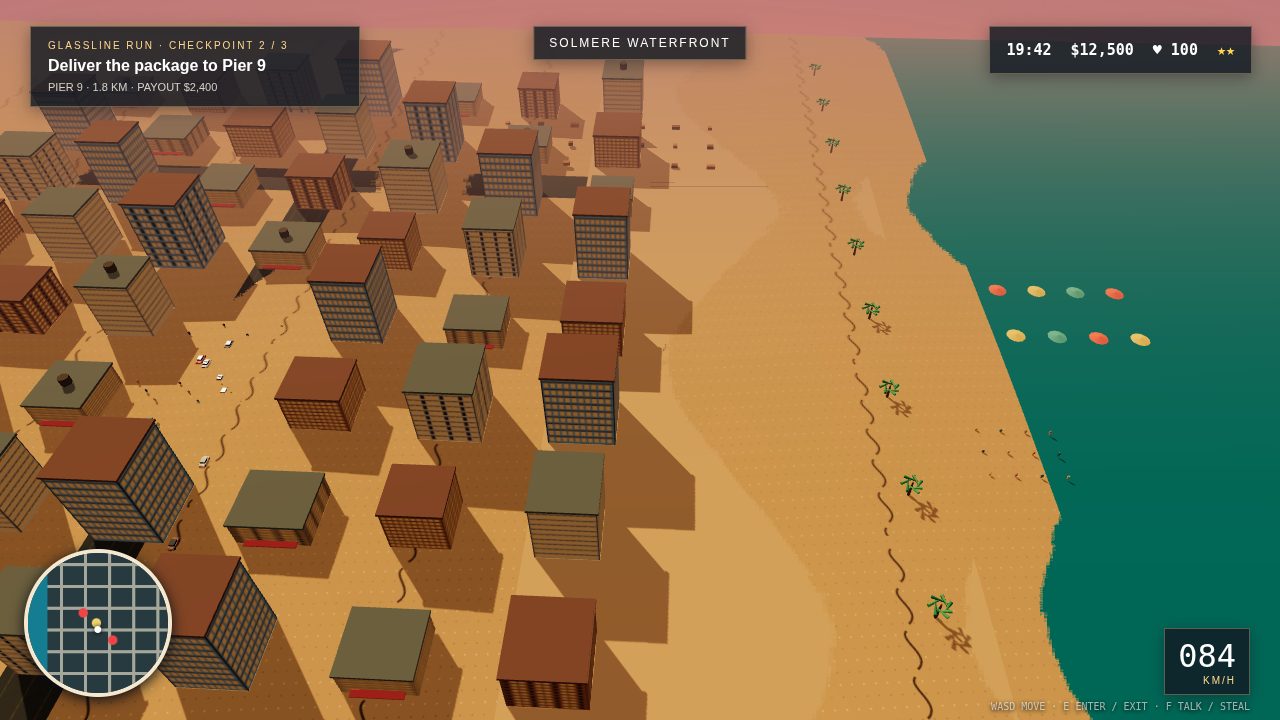 GLASSLINE RUN · CHECKPOINT 2 / 3
Deliver the package to Pier 9
PIER 9 · 1.8 KM · PAYOUT $2,400
SOLMERE WATERFRONT
19:42 $12,500 ♥ 100 ★★
084
KM/H
WASD MOVE · E ENTER / EXIT · F TALK / STEAL